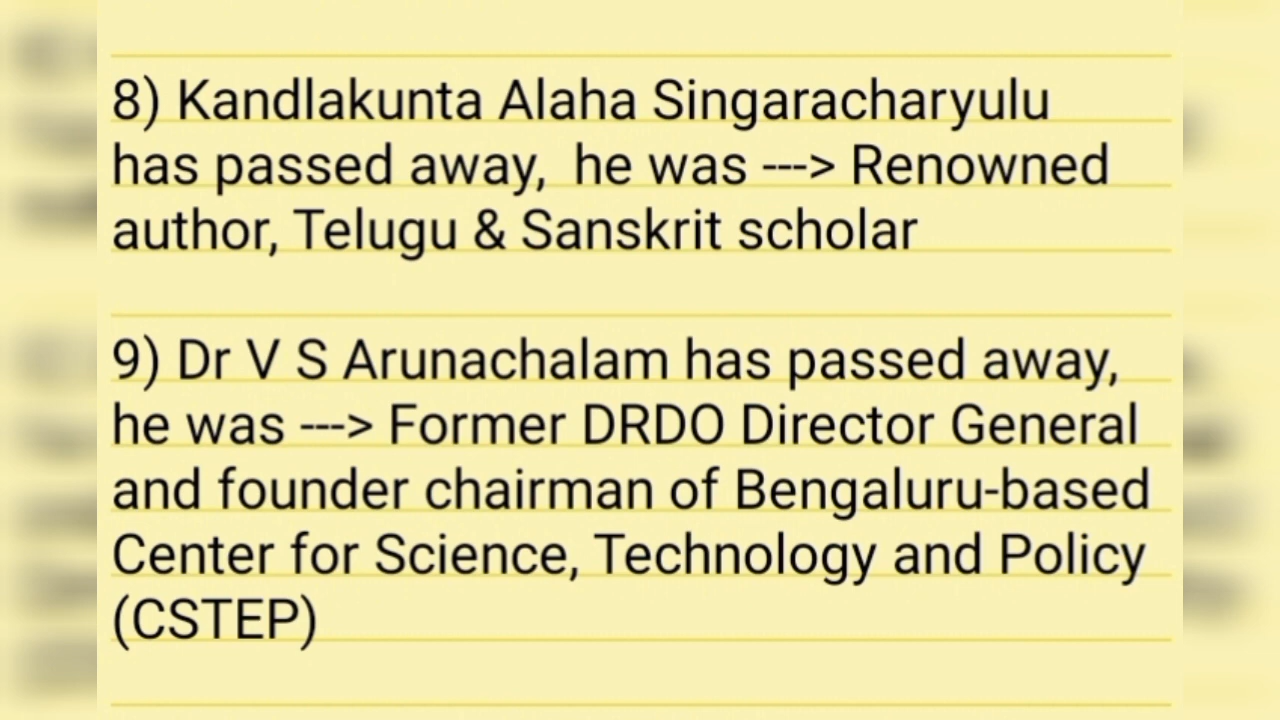 8) Kandlakunta Alaha Singaracharyulu
has passed away,  he was ---> Renowned
author, Telugu & Sanskrit scholar
9) Dr V S Arunachalam has passed away,
he was ---> Former DRDO Director General
and founder chairman of Bengaluru-based
Center for Science, Technology and Policy
(CSTEP)